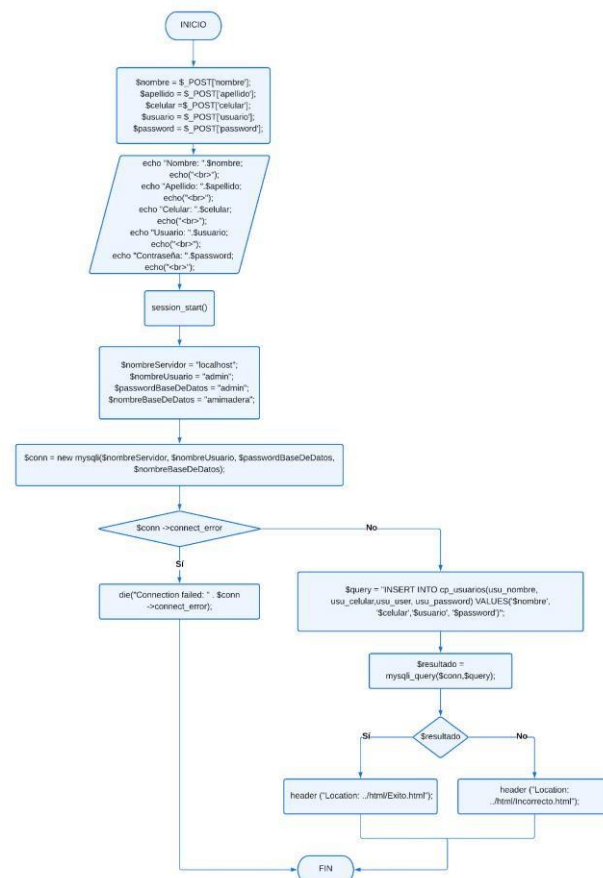 INICIO
$nombre = $_POST['nombre'];
$apellido = $_POST['apellido'];
$celular =$_POST['celular';
$usuario = $_POST['usuario'];
$password = $_POST['password'];
echo "Nombre: ".$nombre;
echo("<br>");
echo "Apellido: ".$apellido;
echo("<br>");
echo "Celular: ".$celular;
echo("<br>");
echo "Usuario: ".$usuario;
echo("<br>");
echo "Contraseña: ".$password;
echo("<br>");
session_start()
$nombreServidor = "localhost";
$nombreUsuario = "admin";
$passwordBaseDeDatos = "admin";
$nombreBaseDeDatos = "amimadera";
$conn = new mysqli($nombreServidor, $nombreUsuario, $passwordBaseDeDatos,
$nombreBaseDeDatos);
$conn ->connect_error
No
Sí
die("Connection failed: " . $conn
->connect_error);
$query = "INSERT INTO cp_usuarios(usu_nombre,
usu_celular,usu_user, usu_password) VALUES('$nombre',
'$celular','$usuario', '$password')";
$resultado =
mysqli_query($conn,$query);
$resultado
Sí
No
header ("Location: ../html/Exito.html");
header ("Location:
../html/Incorrecto.html");
FIN